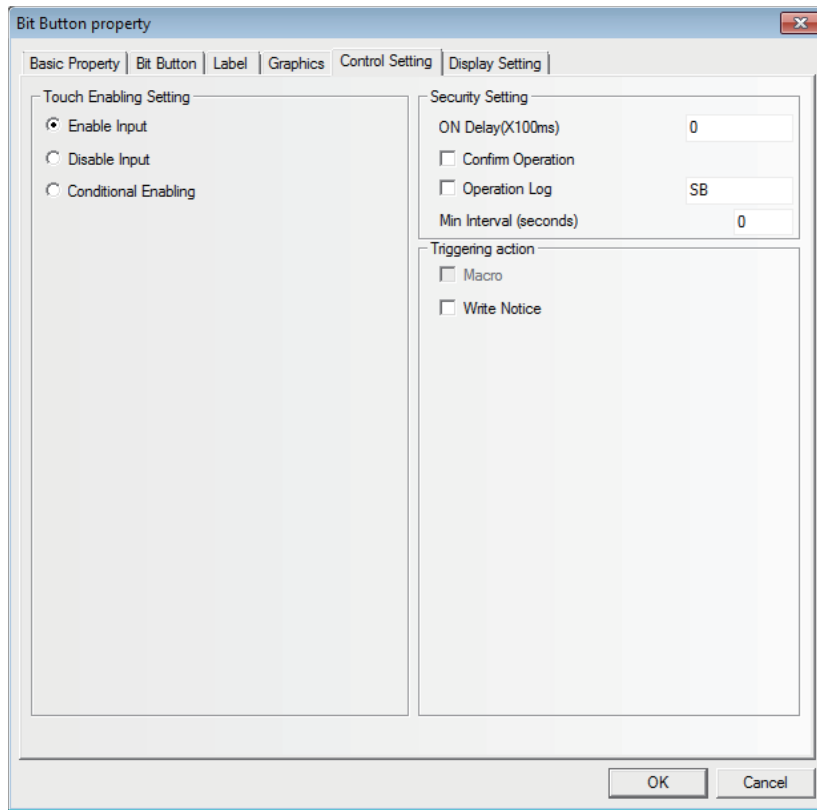 Bit Button property
Basic Property Bit Button Label Graphics Control Setting Display Setting
Touch Enabling Setting
Enable Input
Disable Input
Conditional Enabling
Security Setting
ON Delay(X100ms) 0
Confirm Operation
Operation Log SB
Min Interval (seconds) 0
Triggering action
Macro
Write Notice
OK Cancel